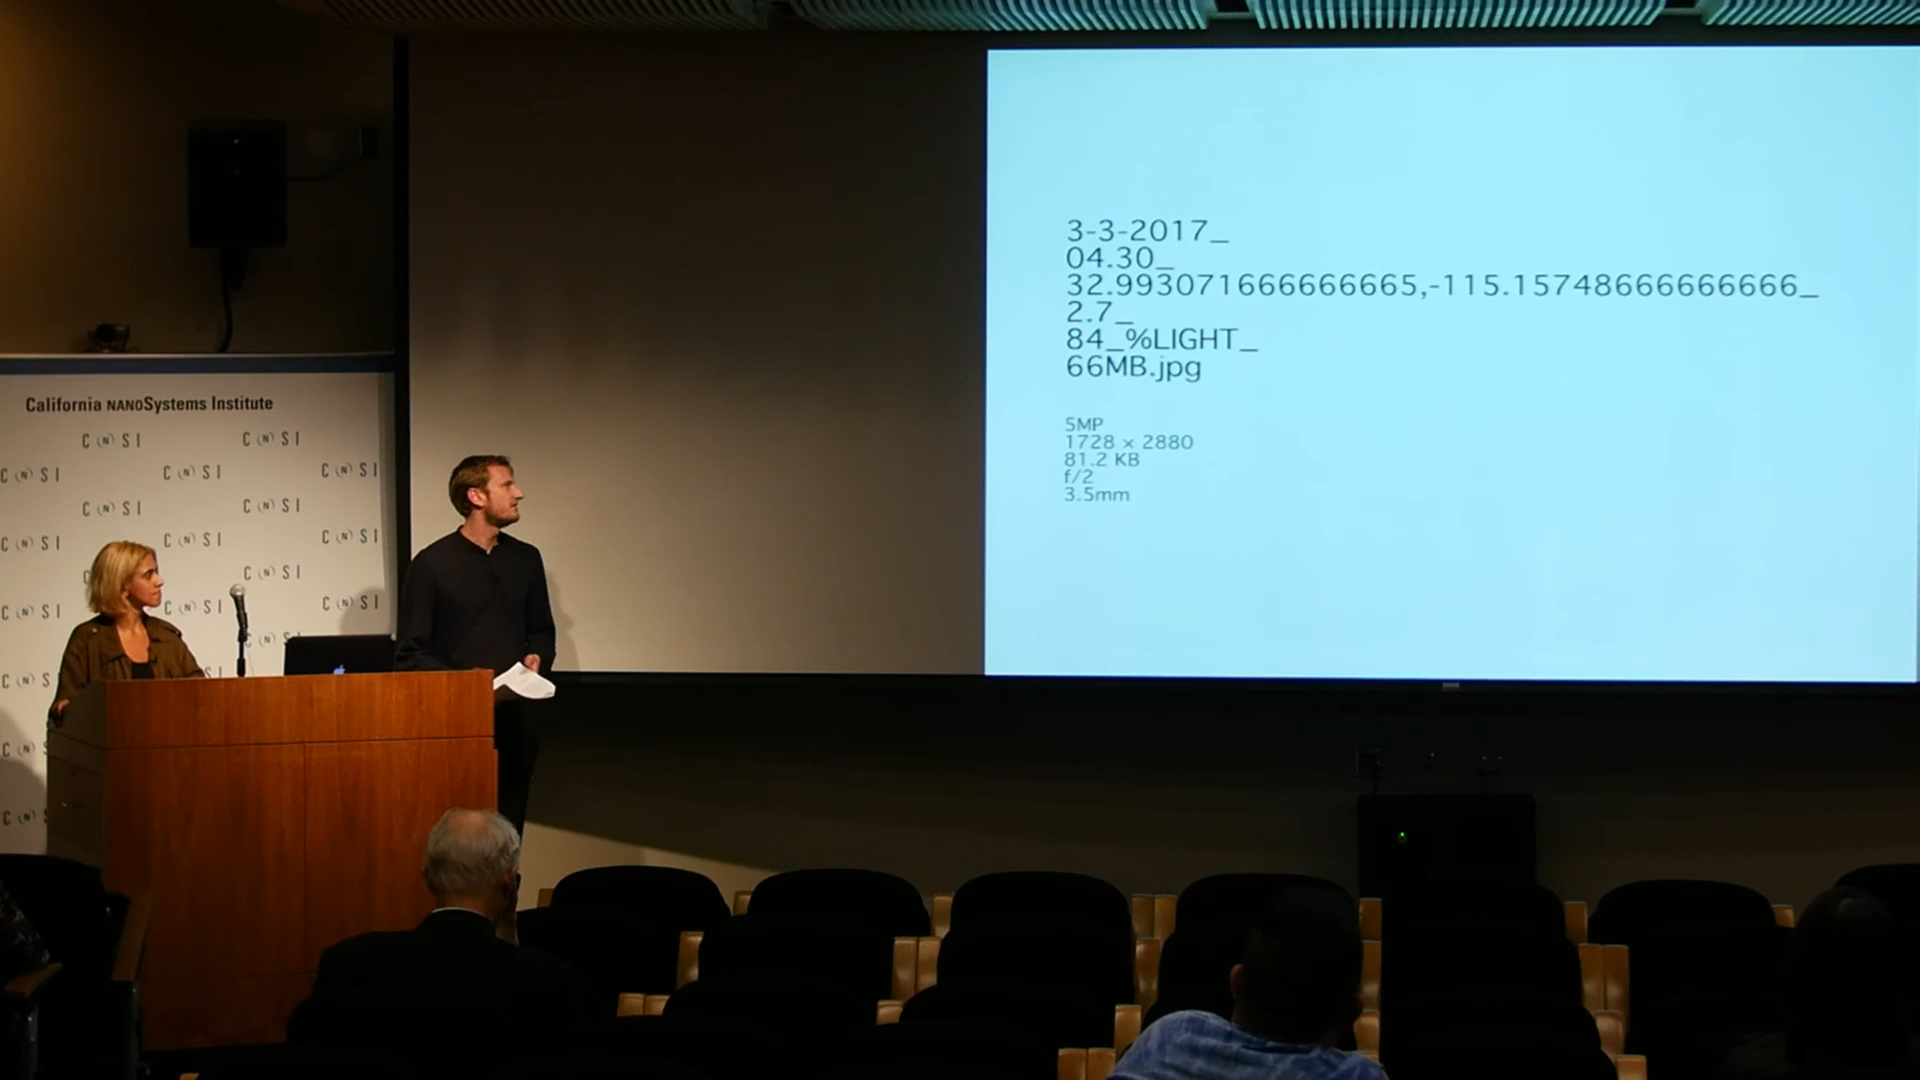 3-3-2017_
04.30_
32.993071666666665,-115.15748666666666_
2.7_
84_%LIGHT_
66MB.jpg
5MP
1728 × 2880
81.2 KB
f/2
3.5mm
California NANOSystems Institute
C (N) S I C (N) S I
C (N) S I C (N) S I C (N) S I
C (N) S I C (N) S I
C (N) S I C (N) S I C (N) S I
C (N) S I
C (N) S I C (N) S I C (N) S I
(N) S
C (N) S S I
C (N)
C (N) S